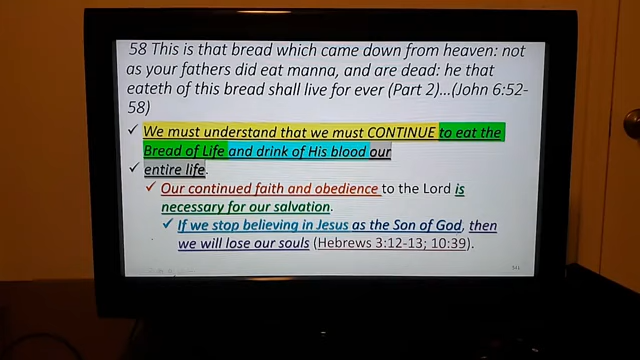 58 This is that bread which came down from heaven: not
as your fathers did eat manna, and are dead: he that
eateth of this bread shall live for ever (Part 2)...(John 6:52-
58)
✓ We must understand that we must CONTINUE to eat the
Bread of Life and drink of His blood our
✓ entire life.
✓ Our continued faith and obedience to the Lord is
necessary for our salvation.
✓ If we stop believing in Jesus as the Son of God, then
we will lose our souls (Hebrews 3:12-13; 10:39).